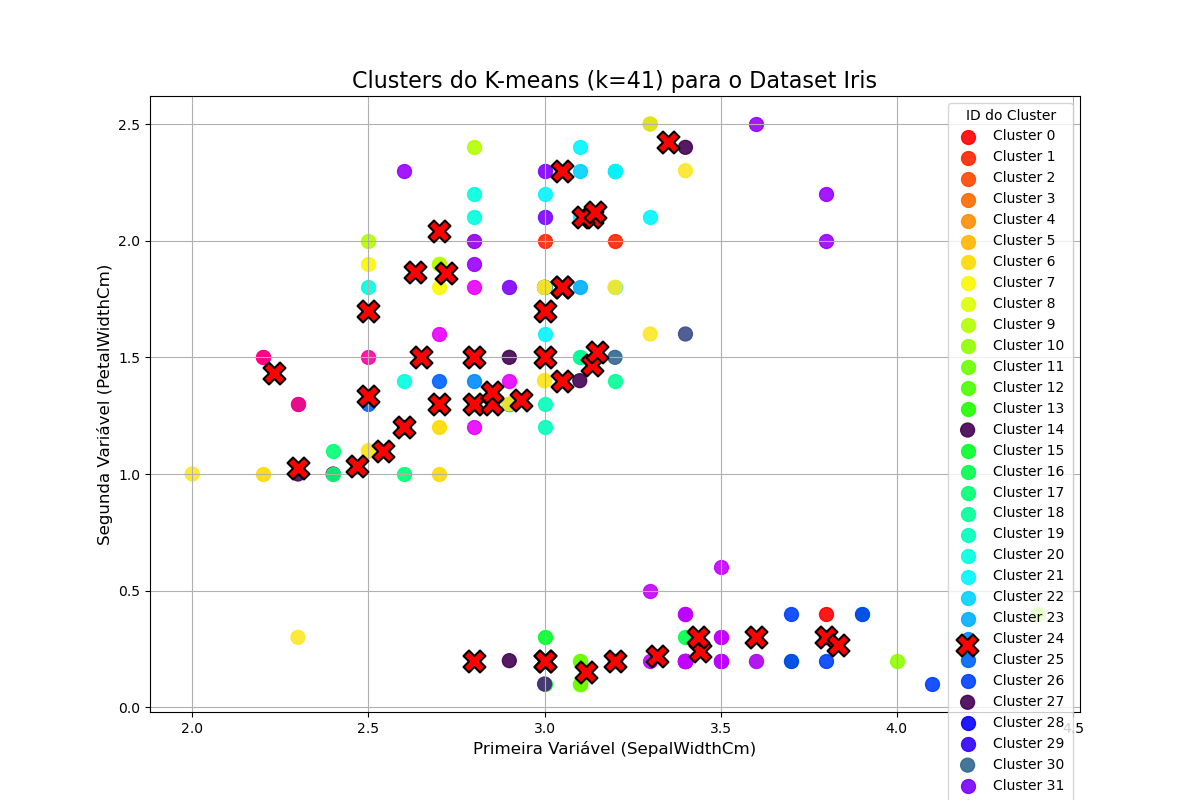 Clusters do K-means (k=41) para o Dataset Iris
Segunda Variável (PetalWidthCm)
2.5
2.0
1.5
1.0
0.5
0.0
2.0
2.5
3.0
3.5
4.0
4.5
Primeira Variável (SepalWidthCm)
ID do Cluster
Cluster 0
Cluster 1
Cluster 2
Cluster 3
Cluster 4
Cluster 5
Cluster 6
Cluster 7
Cluster 8
Cluster 9
Cluster 10
Cluster 11
Cluster 12
Cluster 13
Cluster 14
Cluster 15
Cluster 16
Cluster 17
Cluster 18
Cluster 19
Cluster 20
Cluster 21
Cluster 22
Cluster 23
Cluster 24
Cluster 25
Cluster 26
Cluster 27
Cluster 28
Cluster 29
Cluster 30
Cluster 31